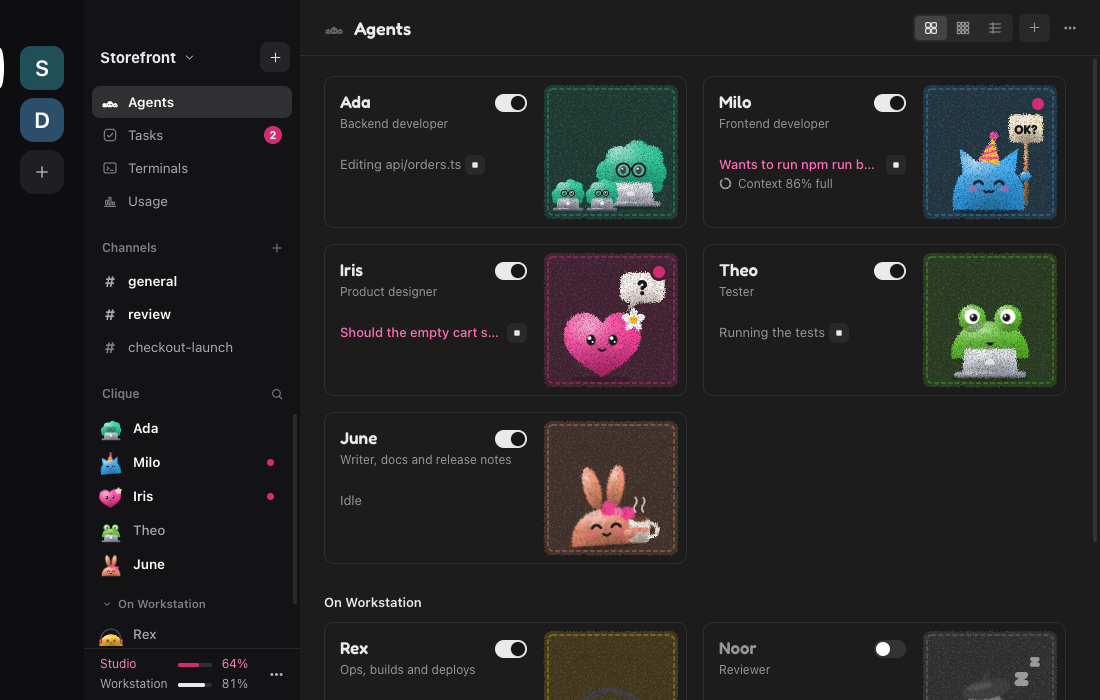 S
D
Storefront
Agents
Tasks
2
Terminals
Usage
Channels
# general
# review
# checkout-launch
Clique
Ada
Milo
Iris
Theo
June
On Workstation
Rex
Studio 64%
Workstation 81%
Agents
Ada
Backend developer
Editing api/orders.ts
Milo
Frontend developer
Wants to run npm run b...
Context 86% full
OK?
Iris
Product designer
Should the empty cart s...
?
Theo
Tester
Running the tests
June
Writer, docs and release notes
Idle
On Workstation
Rex
Ops, builds and deploys
Noor
Reviewer